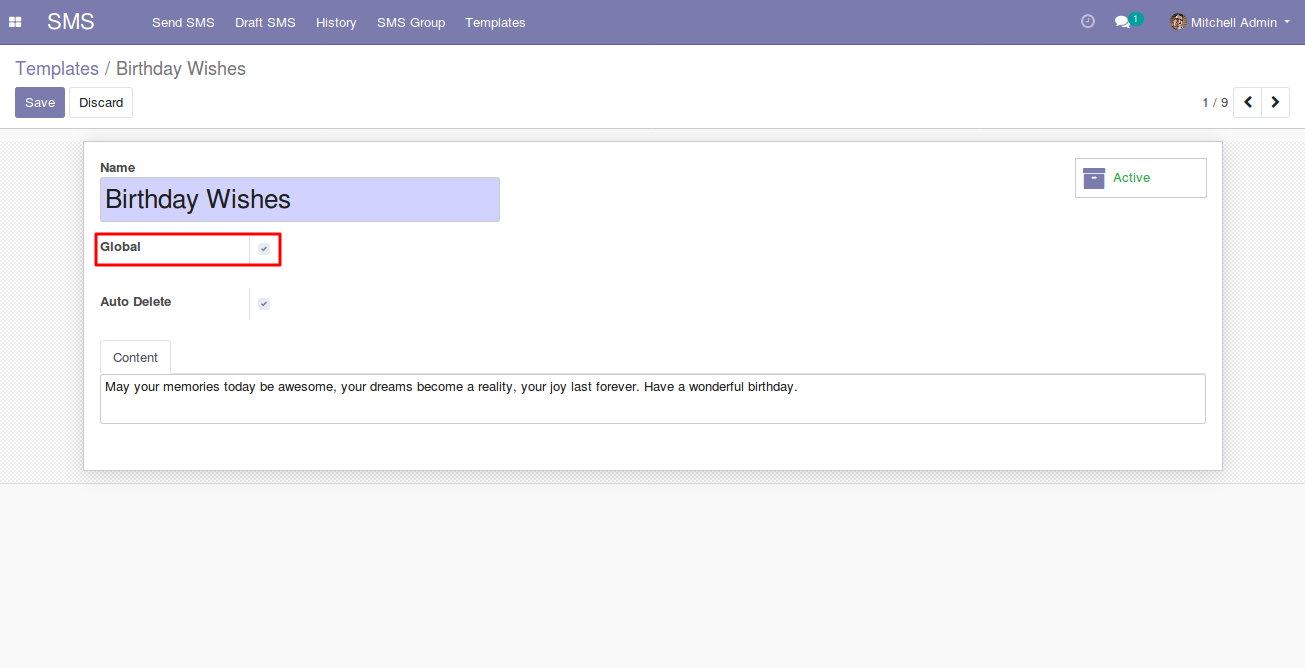 SMS Send SMS Draft SMS History SMS Group Templates 1 Mitchell Admin
Templates / Birthday Wishes
Save Discard 1 / 9
Name
Birthday Wishes
Active
Global
Auto Delete
Content
May your memories today be awesome, your dreams become a reality, your joy last forever. Have a wonderful birthday.